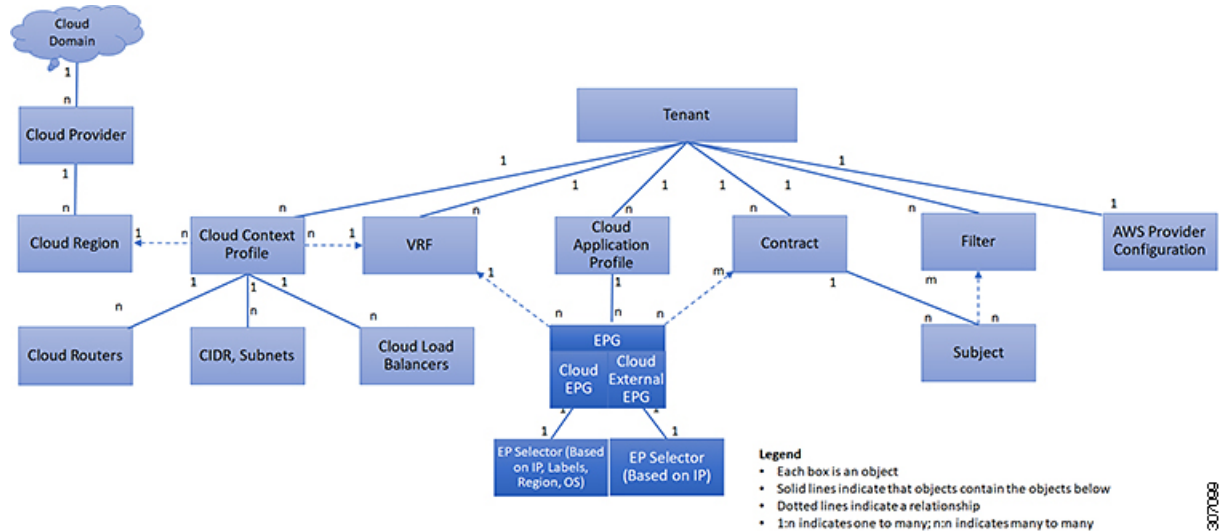 Cloud
Domain
1
n
Cloud Provider
Tenant
1
n
1
1
1
1
1
1
n
n
n
n
n
1
Cloud Region
1
n
Cloud Context
Profile
n
1
VRF
Cloud
Application
Profile
Contract
Filter
AWS Provider
Configuration
1
1
1
1
1
m
1
m
n
n
n
n
n
n
n
n
Cloud Routers
CIDR, Subnets
Cloud Load
Balancers
EPG
Cloud
EPG
Cloud
External
EPG
Subject
1
1
1
1
EP Selector (Based
on IP, Labels,
Region, OS)
EP Selector
(Based on IP)
Legend
• Each box is an object
• Solid lines indicate that objects contain the objects below
• Dotted lines indicate a relationship
• 1:n indicates one to many; n:n indicates many to many
307099